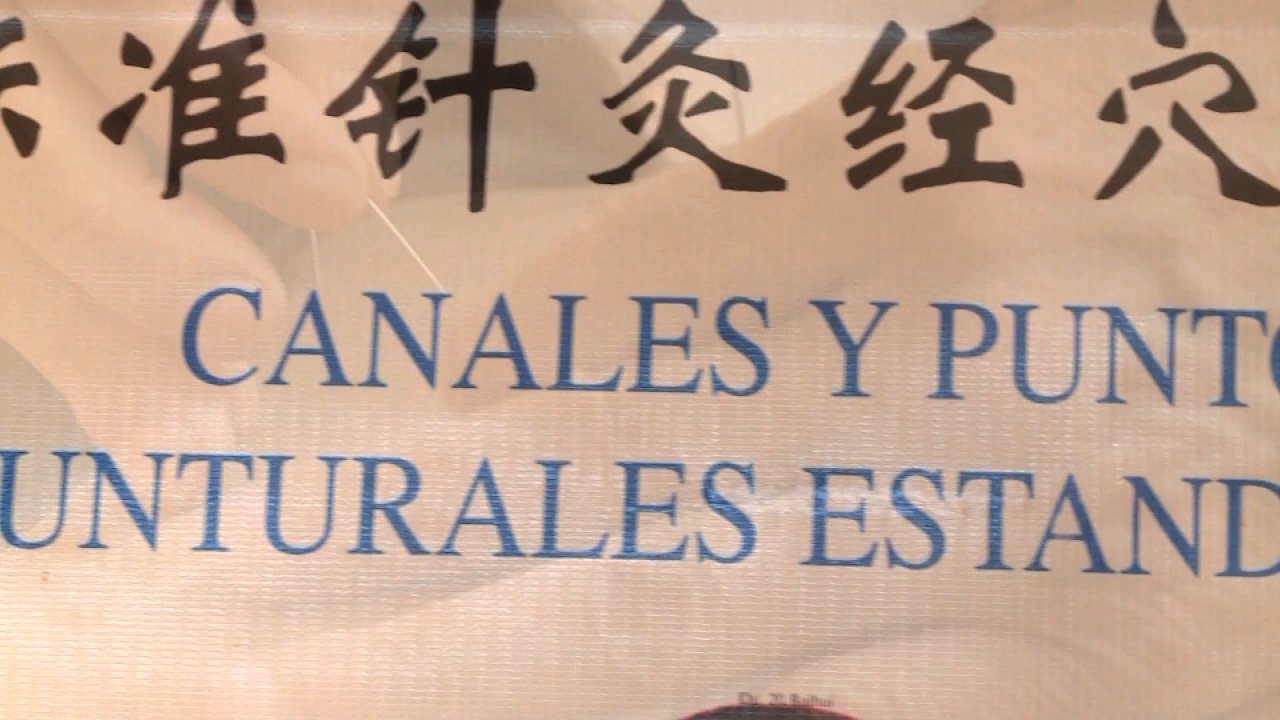 准针灸经穴
CANALES Y PUNT
UNTURALES ESTAND